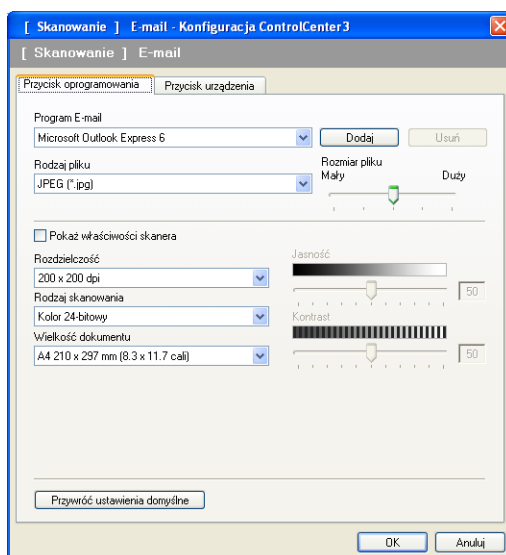 [ Skanowanie ] E-mail - Konfiguracja ControlCenter3
[ Skanowanie ] E-mail
Przycisk oprogramowania Przycisk urządzenia
Program E-mail
Microsoft Outlook Express 6 Dodaj Usuń
Rodzaj pliku Rozmiar pliku
Mały Duży
JPEG (*.jpg)
Pokaż właściwości skanera
Rozdzielczość Jasność
200 x 200 dpi 50
Rodzaj skanowania
Kolor 24-bitowy Kontrast
Wielkość dokumentu
A4 210 x 297 mm (8.3 x 11.7 cali) 50
Przywróć ustawienia domyślne
OK Anuluj